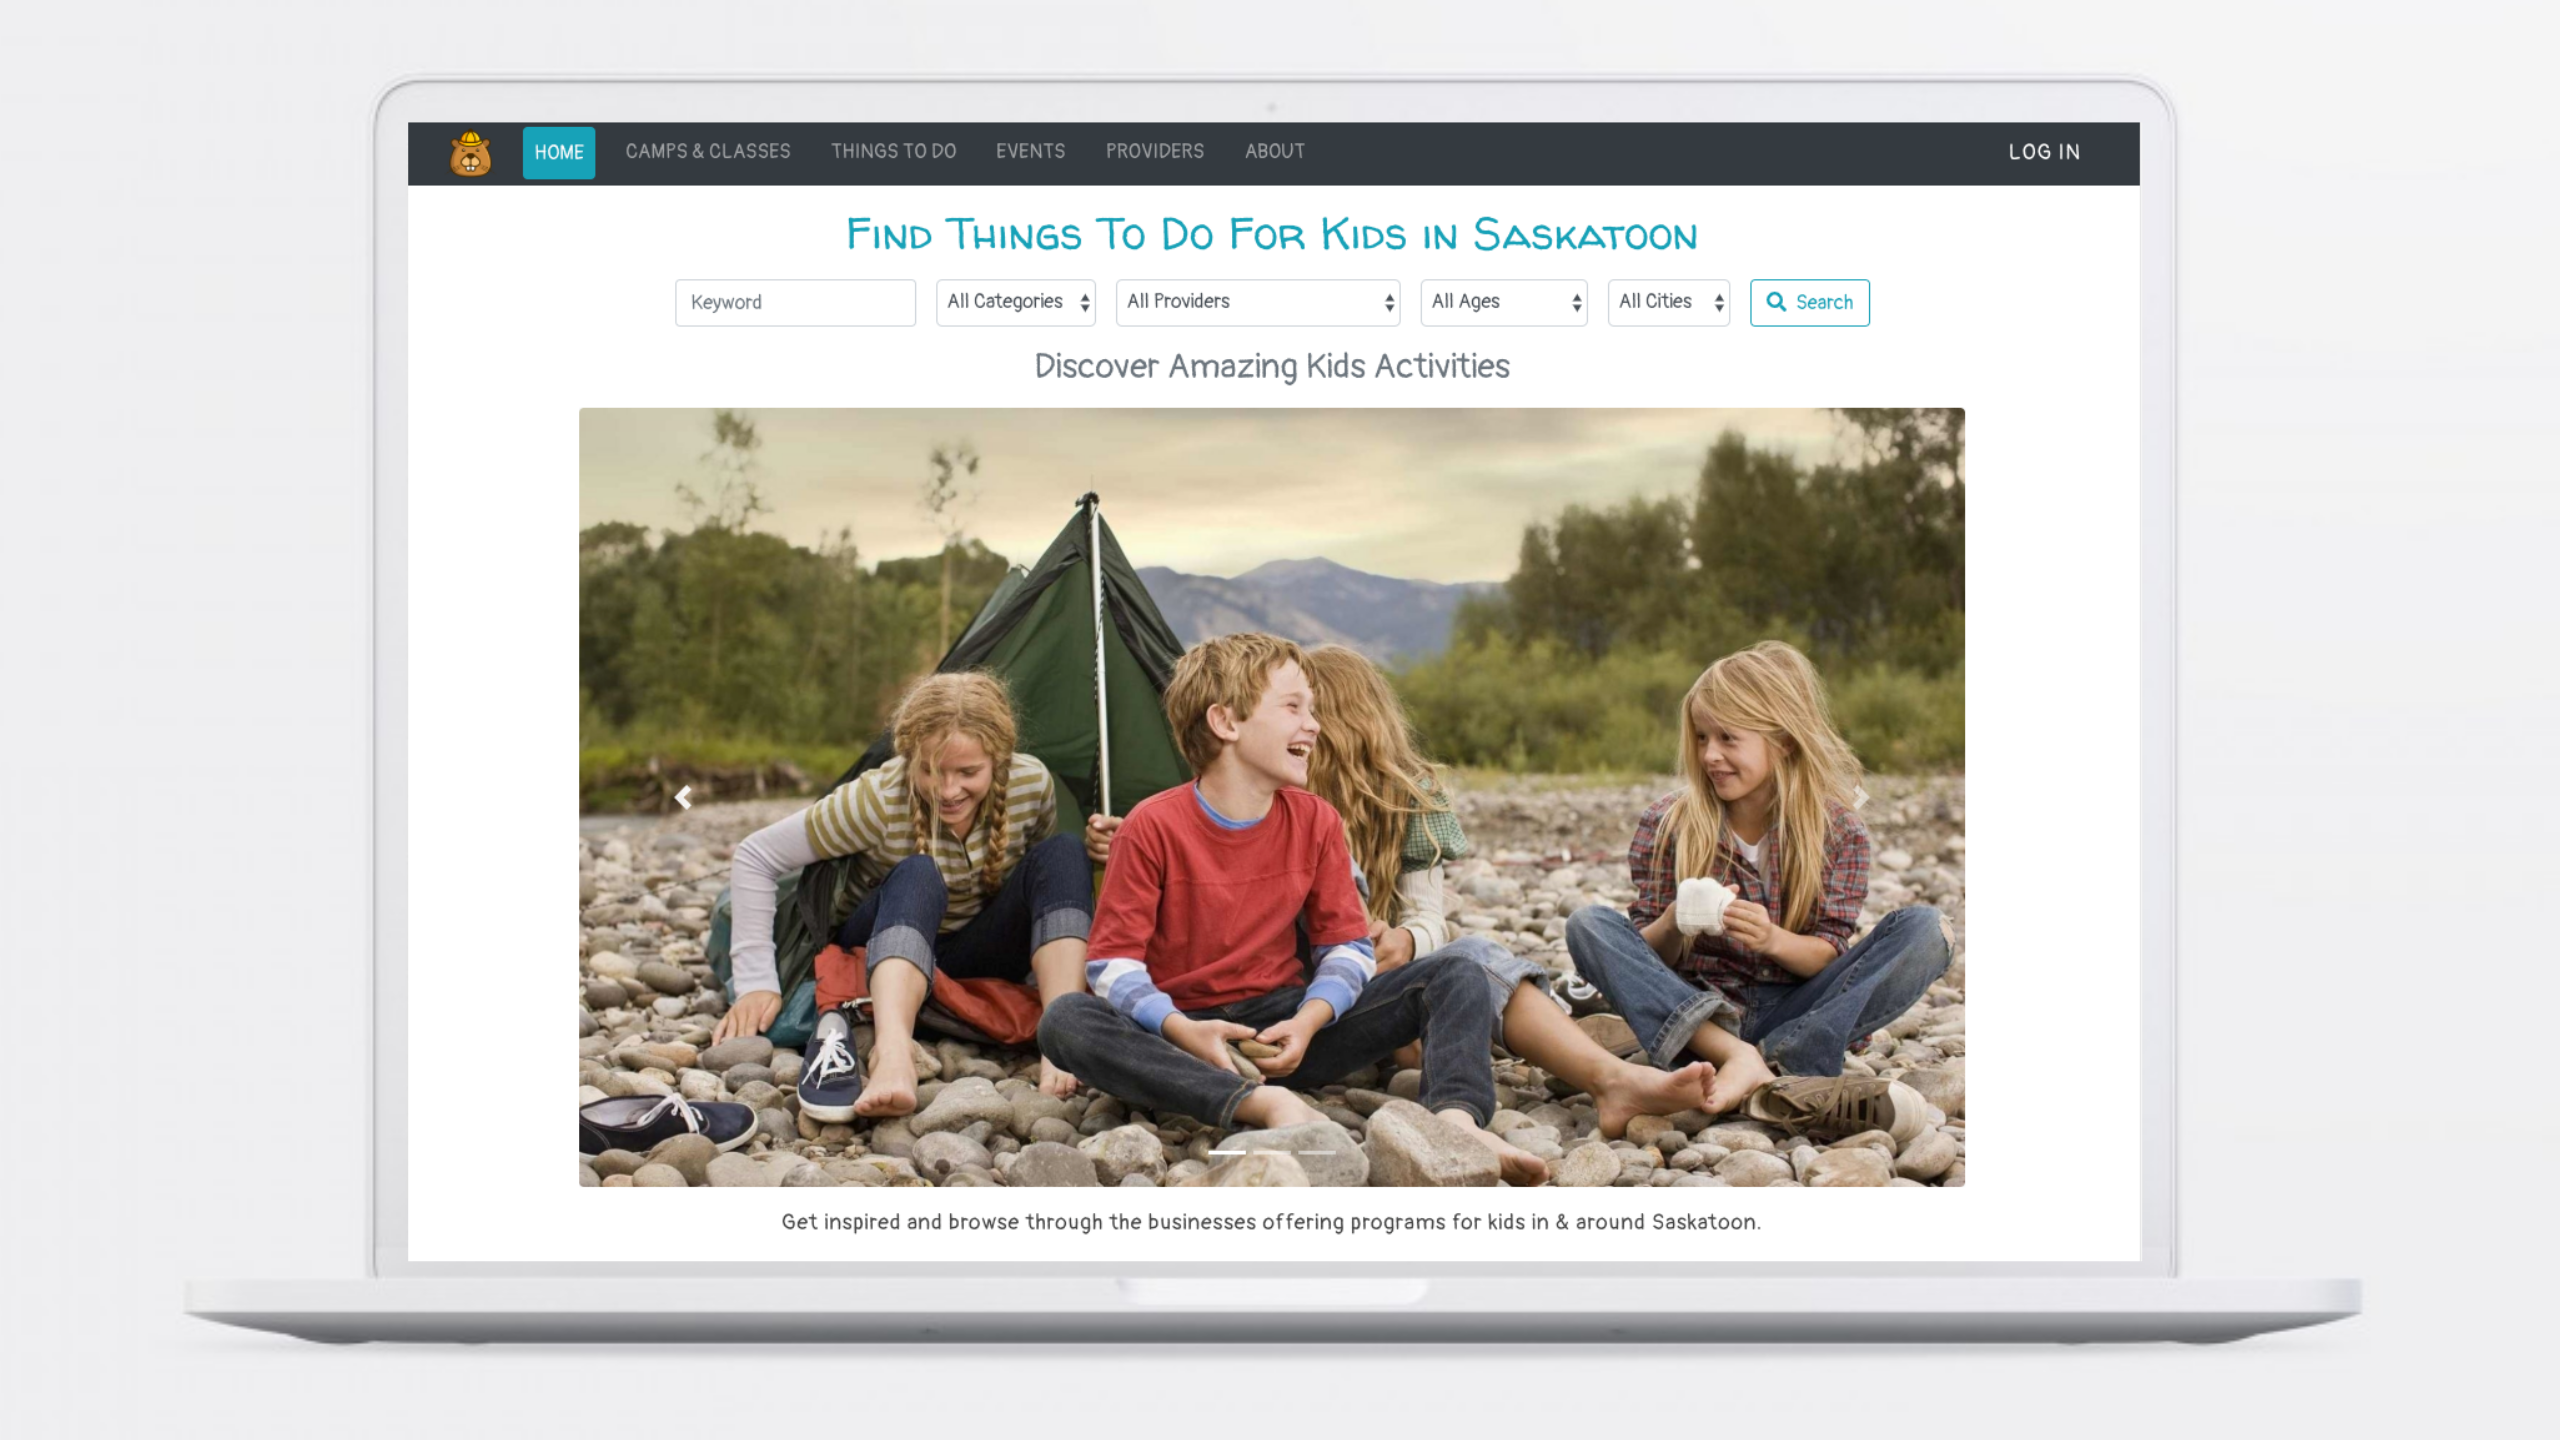 HOME CAMPS & CLASSES THINGS TO DO EVENTS PROVIDERS ABOUT LOG IN
Find Things To Do For Kids in Saskatoon
Keyword All Categories All Providers All Ages All Cities Search
Discover Amazing Kids Activities
Get inspired and browse through the businesses offering programs for kids in & around Saskatoon.